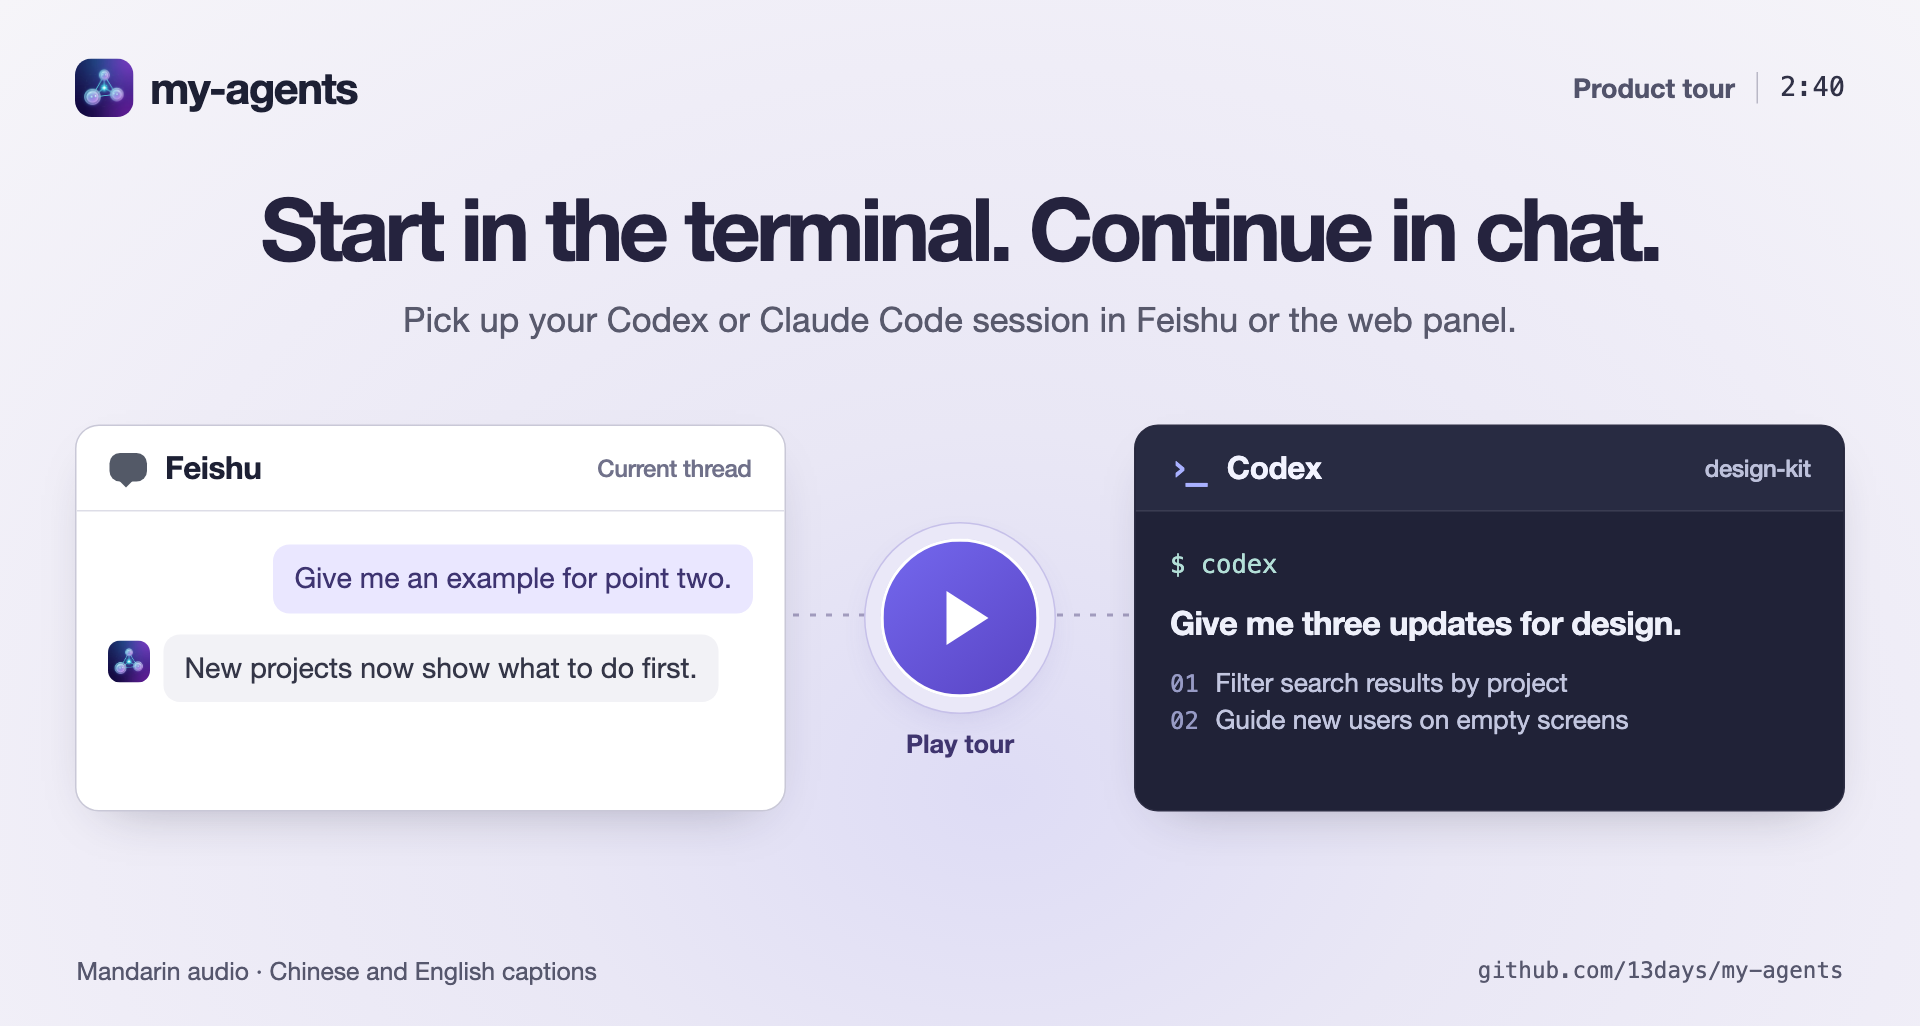 my-agents
Product tour
2:40
Start in the terminal. Continue in chat.
Pick up your Codex or Claude Code session in Feishu or the web panel.
Feishu
Current thread
Give me an example for point two.
New projects now show what to do first.
Play tour
›_ Codex
design-kit
$ codex
Give me three updates for design.
01 Filter search results by project
02 Guide new users on empty screens
Mandarin audio · Chinese and English captions
github.com/13days/my-agents